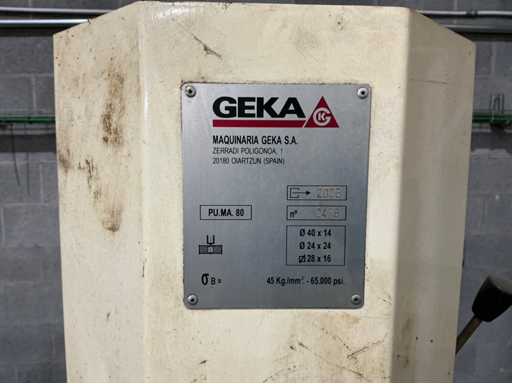 GEKA
MAQUINARIA GEKA S.A.
ZERRADI POLIGONOA, 1
20180 OIARTZUN (SPAIN)
PU.MA. 80
nº
Ø 40 x 14
Ø 24 x 24
28 x 16
σ B =
45 Kg./mm². - 65.000 psi.